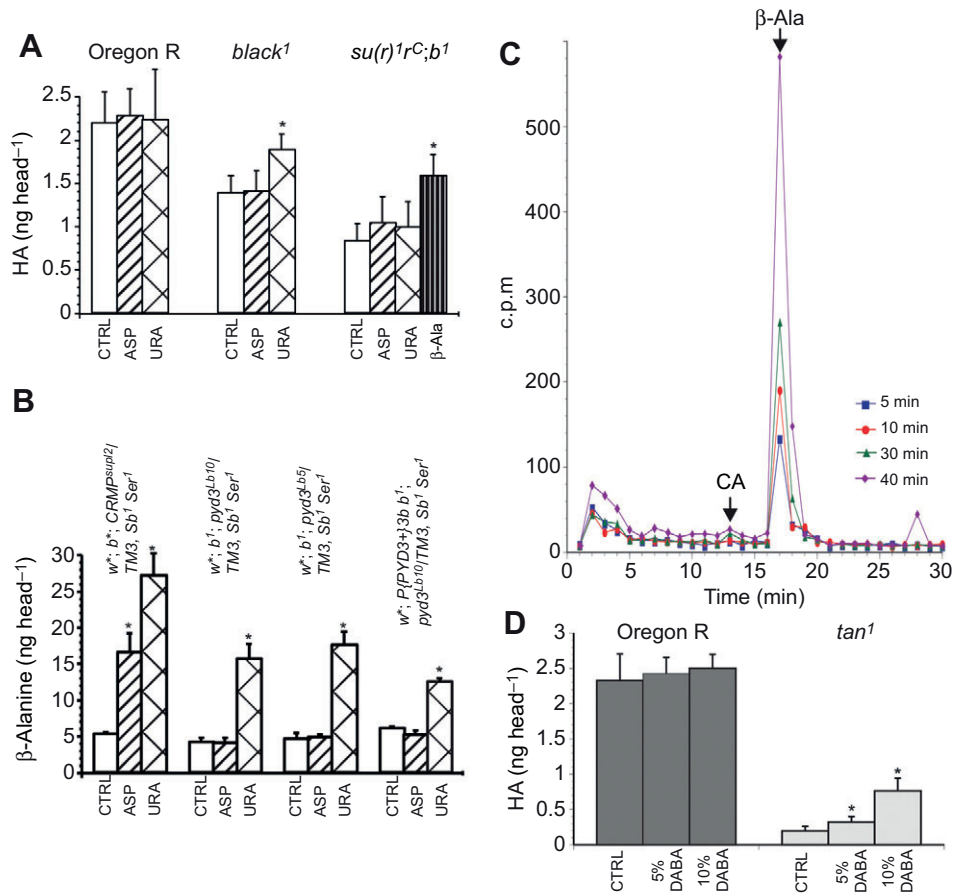 A
Oregon R
black¹
su(r)¹rᶜ;b¹
HA (ng head⁻¹)
2.5
2
1.5
1
0.5
0
*
*
CTRL
ASP
URA
CTRL
ASP
URA
CTRL
ASP
URA
β-Ala
B
w*; b*; CRMPsupI2/
TM3, Sb¹ Ser¹
w*; b¹; pyd3Lb10/
TM3, Sb¹ Ser¹
w*; b¹; pyd3Lb5/
TM3, Sb¹ Ser¹
w*; P{PYD3+}3b b¹;
pyd3Lb10/TM3, Sb¹ Ser¹
β-Alanine (ng head⁻¹)
30
25
20
15
10
5
0
*
*
*
*
*
CTRL
ASP
URA
CTRL
ASP
URA
CTRL
ASP
URA
CTRL
ASP
URA
C
β-Ala
c.p.m
500
400
300
200
100
0
CA
5 min
10 min
30 min
40 min
0
5
10
15
20
25
30
Time (min)
D
Oregon R
tan¹
HA (ng head⁻¹)
3
2.5
2
1.5
1
0.5
0
*
*
CTRL
5% DABA
10% DABA
CTRL
5% DABA
10% DABA